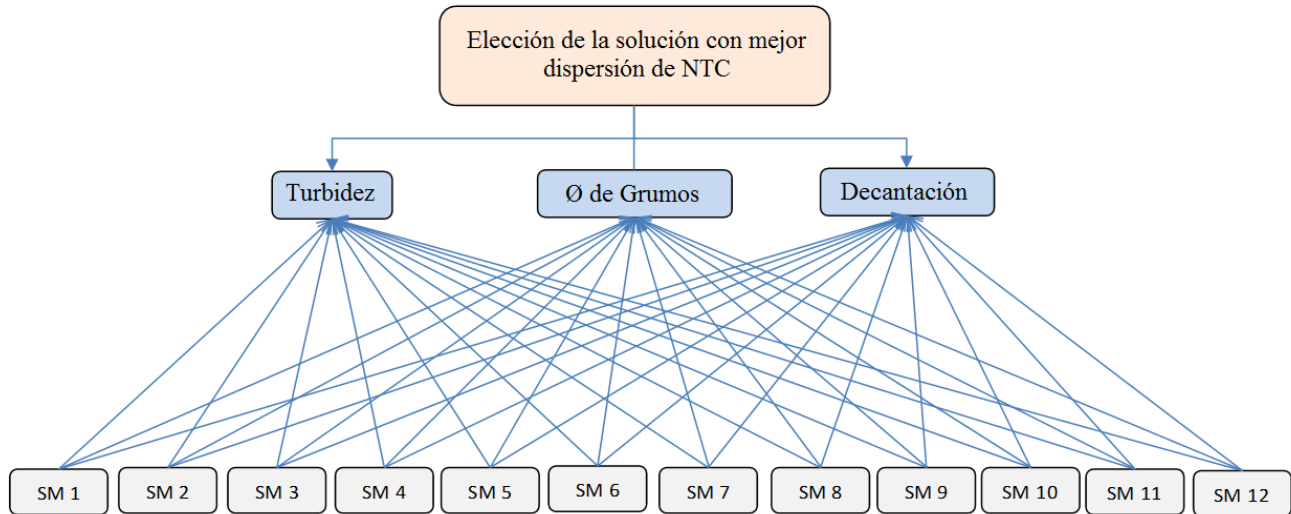 Elección de la solución con mejor
dispersión de NTC
Turbidez
Ø de Grumos
Decantación
SM 1
SM 2
SM 3
SM 4
SM 5
SM 6
SM 7
SM 8
SM 9
SM 10
SM 11
SM 12